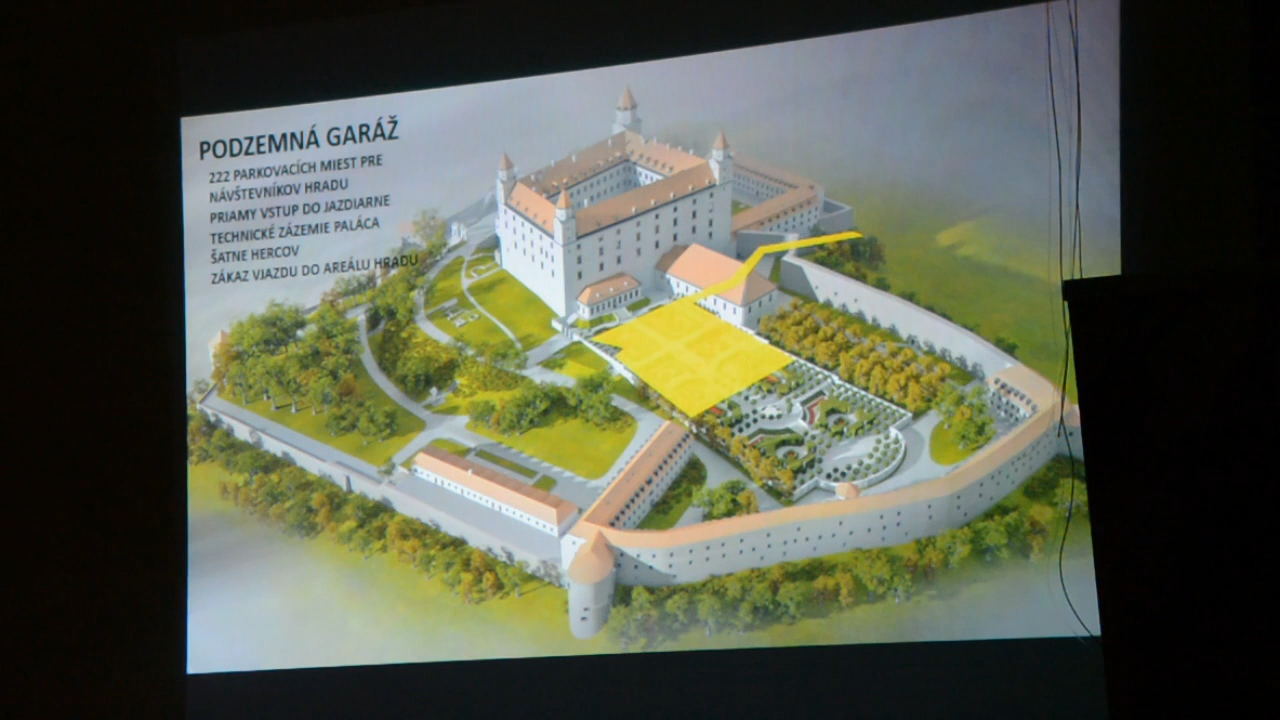 PODZEMNÁ GARÁŽ
222 PARKOVACÍCH MIEST PRE
NÁVŠTEVNÍKOV HRADU
PRIAMY VSTUP DO JAZDIARNE
TECHNICKÉ ZÁZEMIE PALÁCA
ŠATNE HERCOV
ZÁKAZ VJAZDU DO AREÁLU HRADU